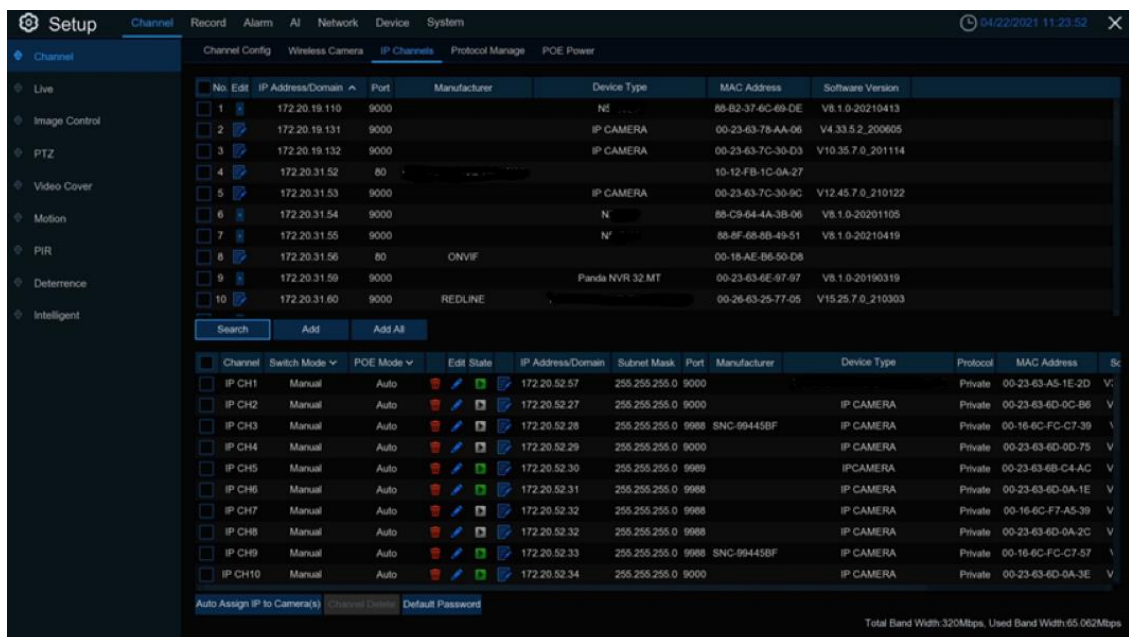 Setup Channel Record Alarm AI Network Device System 04/22/2021 11:23:52
Channel Config Wireless Camera IP Channels Protocol Manage POE Power
Channel
Live
Image Control
PTZ
Video Cover
Motion
PIR
Deterrence
Intelligent
No. Edit IP Address/Domain Port Manufacturer Device Type MAC Address Software Version
1 172.20.19.110 9000 88-B2-37-6C-69-DE V8.1.0-20210413
2 172.20.19.131 9000 IP CAMERA 00-23-63-78-AA-06 V4.33.5.2_200605
3 172.20.19.132 9000 IP CAMERA 00-23-63-7C-30-D3 V10.35.7.0_201114
4 172.20.31.52 80 10-12-FB-1C-0A-27
5 172.20.31.53 9000 IP CAMERA 00-23-63-7C-30-9C V12.45.7.0_210122
6 172.20.31.54 9000 88-C9-64-4A-3B-06 V8.1.0-20201105
7 172.20.31.55 9000 88-8F-68-8B-49-51 V8.1.0-20210419
8 172.20.31.56 80 ONVIF 00-18-AE-B6-50-D8
9 172.20.31.59 9000 Panda NVR 32.MT 00-23-63-6E-97-97 V8.1.0-20190319
10 172.20.31.60 9000 REDLINE 00-26-63-25-77-05 V15.25.7.0_210303
Search Add Add All
Channel Switch Mode POE Mode Edit State IP Address/Domain Subnet Mask Port Manufacturer Device Type Protocol MAC Address
IP CH1 Manual Auto 172.20.52.57 255.255.255.0 9000 Private 00-23-63-A5-1E-2D
IP CH2 Manual Auto 172.20.52.27 255.255.255.0 9000 IP CAMERA Private 00-23-63-6D-0C-B6 V
IP CH3 Manual Auto 172.20.52.28 255.255.255.0 9988 SNC-99445BF IP CAMERA Private 00-16-6C-FC-C7-39
IP CH4 Manual Auto 172.20.52.29 255.255.255.0 9000 IP CAMERA Private 00-23-63-6D-0D-75 V
IP CH5 Manual Auto 172.20.52.30 255.255.255.0 9989 IPCAMERA Private 00-23-63-6B-C4-AC V
IP CH6 Manual Auto 172.20.52.31 255.255.255.0 9988 IP CAMERA Private 00-23-63-6D-0A-1E V
IP CH7 Manual Auto 172.20.52.32 255.255.255.0 9988 IP CAMERA Private 00-16-6C-F7-A5-39 V
IP CH8 Manual Auto 172.20.52.32 255.255.255.0 9988 IP CAMERA Private 00-23-63-6D-0A-2C V
IP CH9 Manual Auto 172.20.52.33 255.255.255.0 9988 SNC-99445BF IP CAMERA Private 00-16-6C-FC-C7-57
IP CH10 Manual Auto 172.20.52.34 255.255.255.0 9000 IP CAMERA Private 00-23-63-6D-0A-3E V
Auto Assign IP to Camera(s) Channel Delete Default Password
Total Band Width:320Mbps, Used Band Width:65.062Mbps